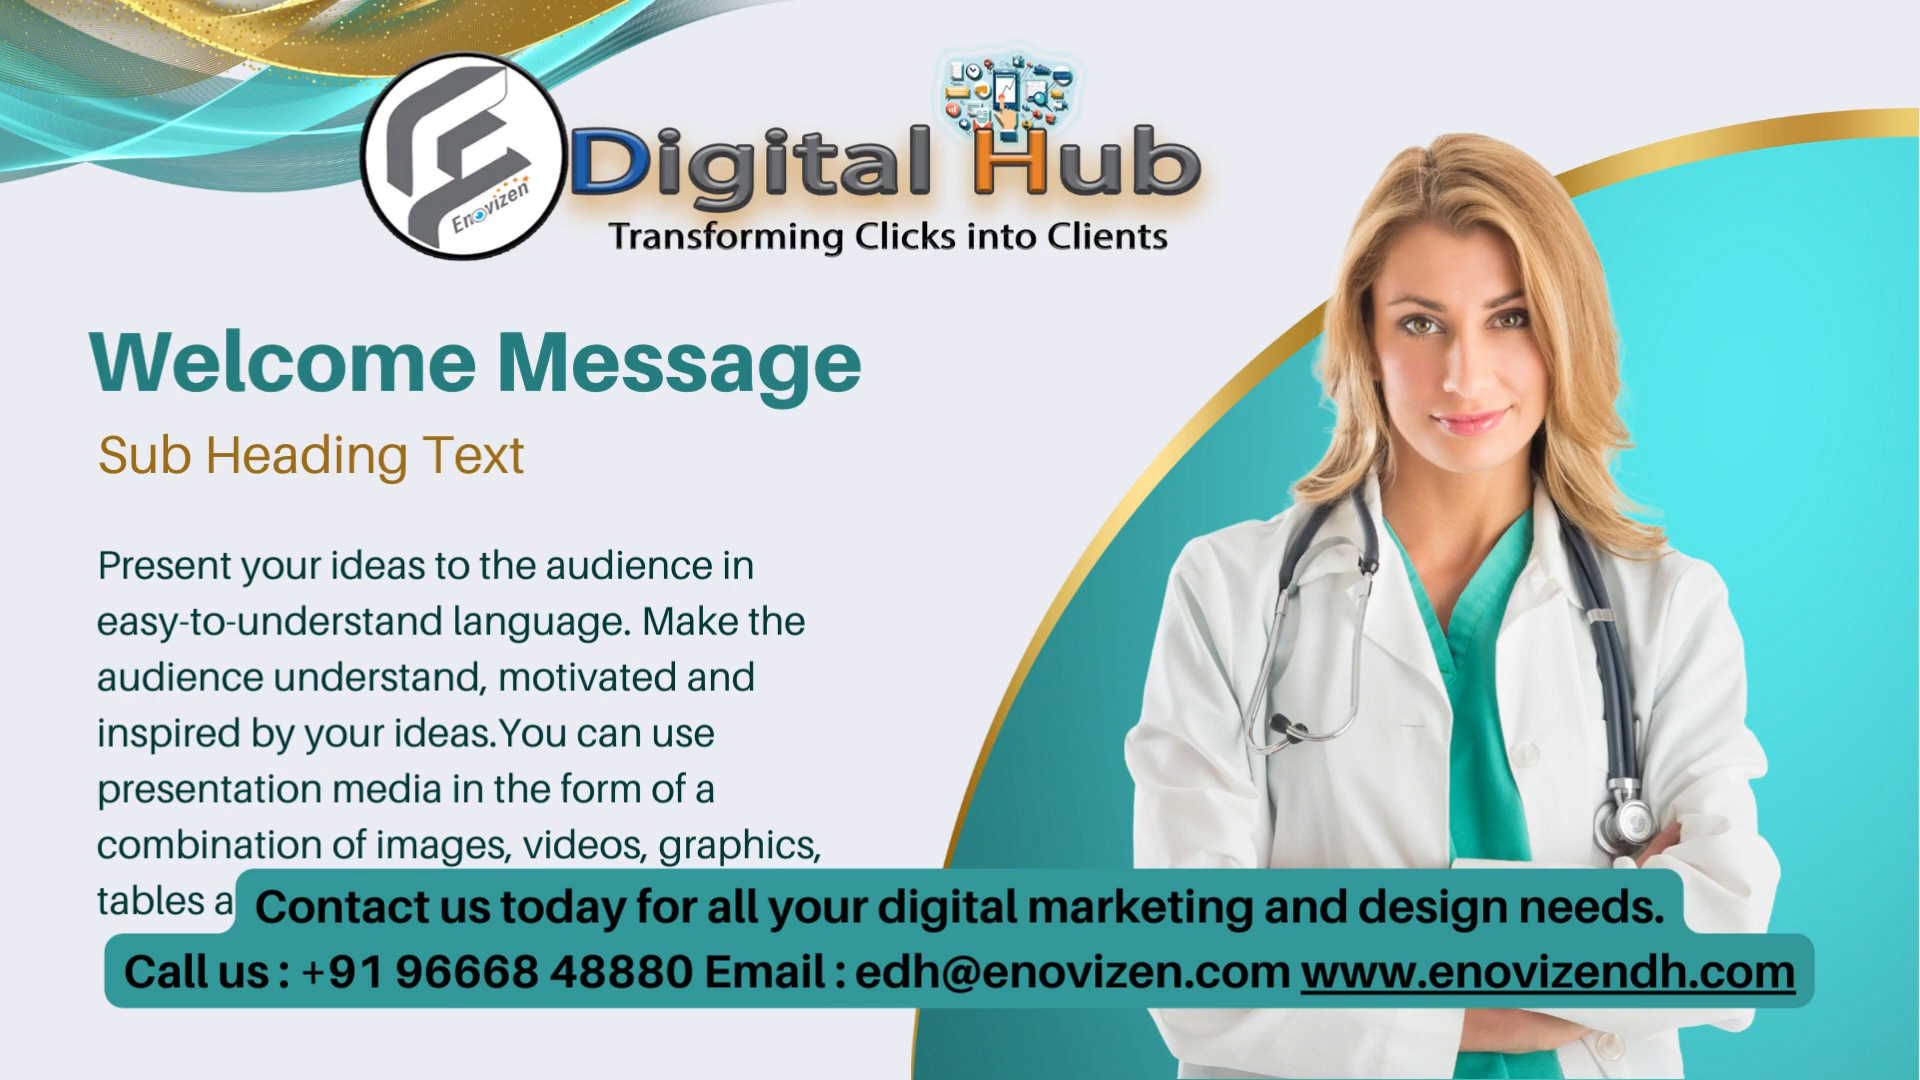 Enovizen
Digital Hub
Transforming Clicks into Clients
Welcome Message
Sub Heading Text
Present your ideas to the audience in
easy-to-understand language. Make the
audience understand, motivated and
inspired by your ideas.You can use
presentation media in the form of a
combination of images, videos, graphics,
tables a
Contact us today for all your digital marketing and design needs.
Call us : +91 96668 48880 Email : edh@enovizen.com www.enovizendh.com